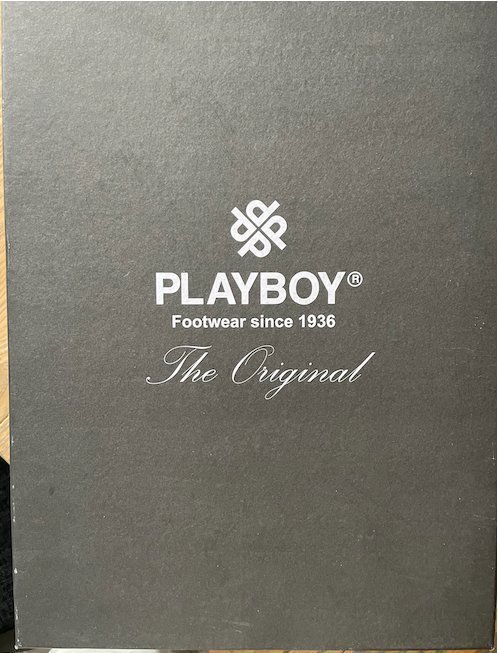 PLAYBOY®
Footwear since 1936
The Original